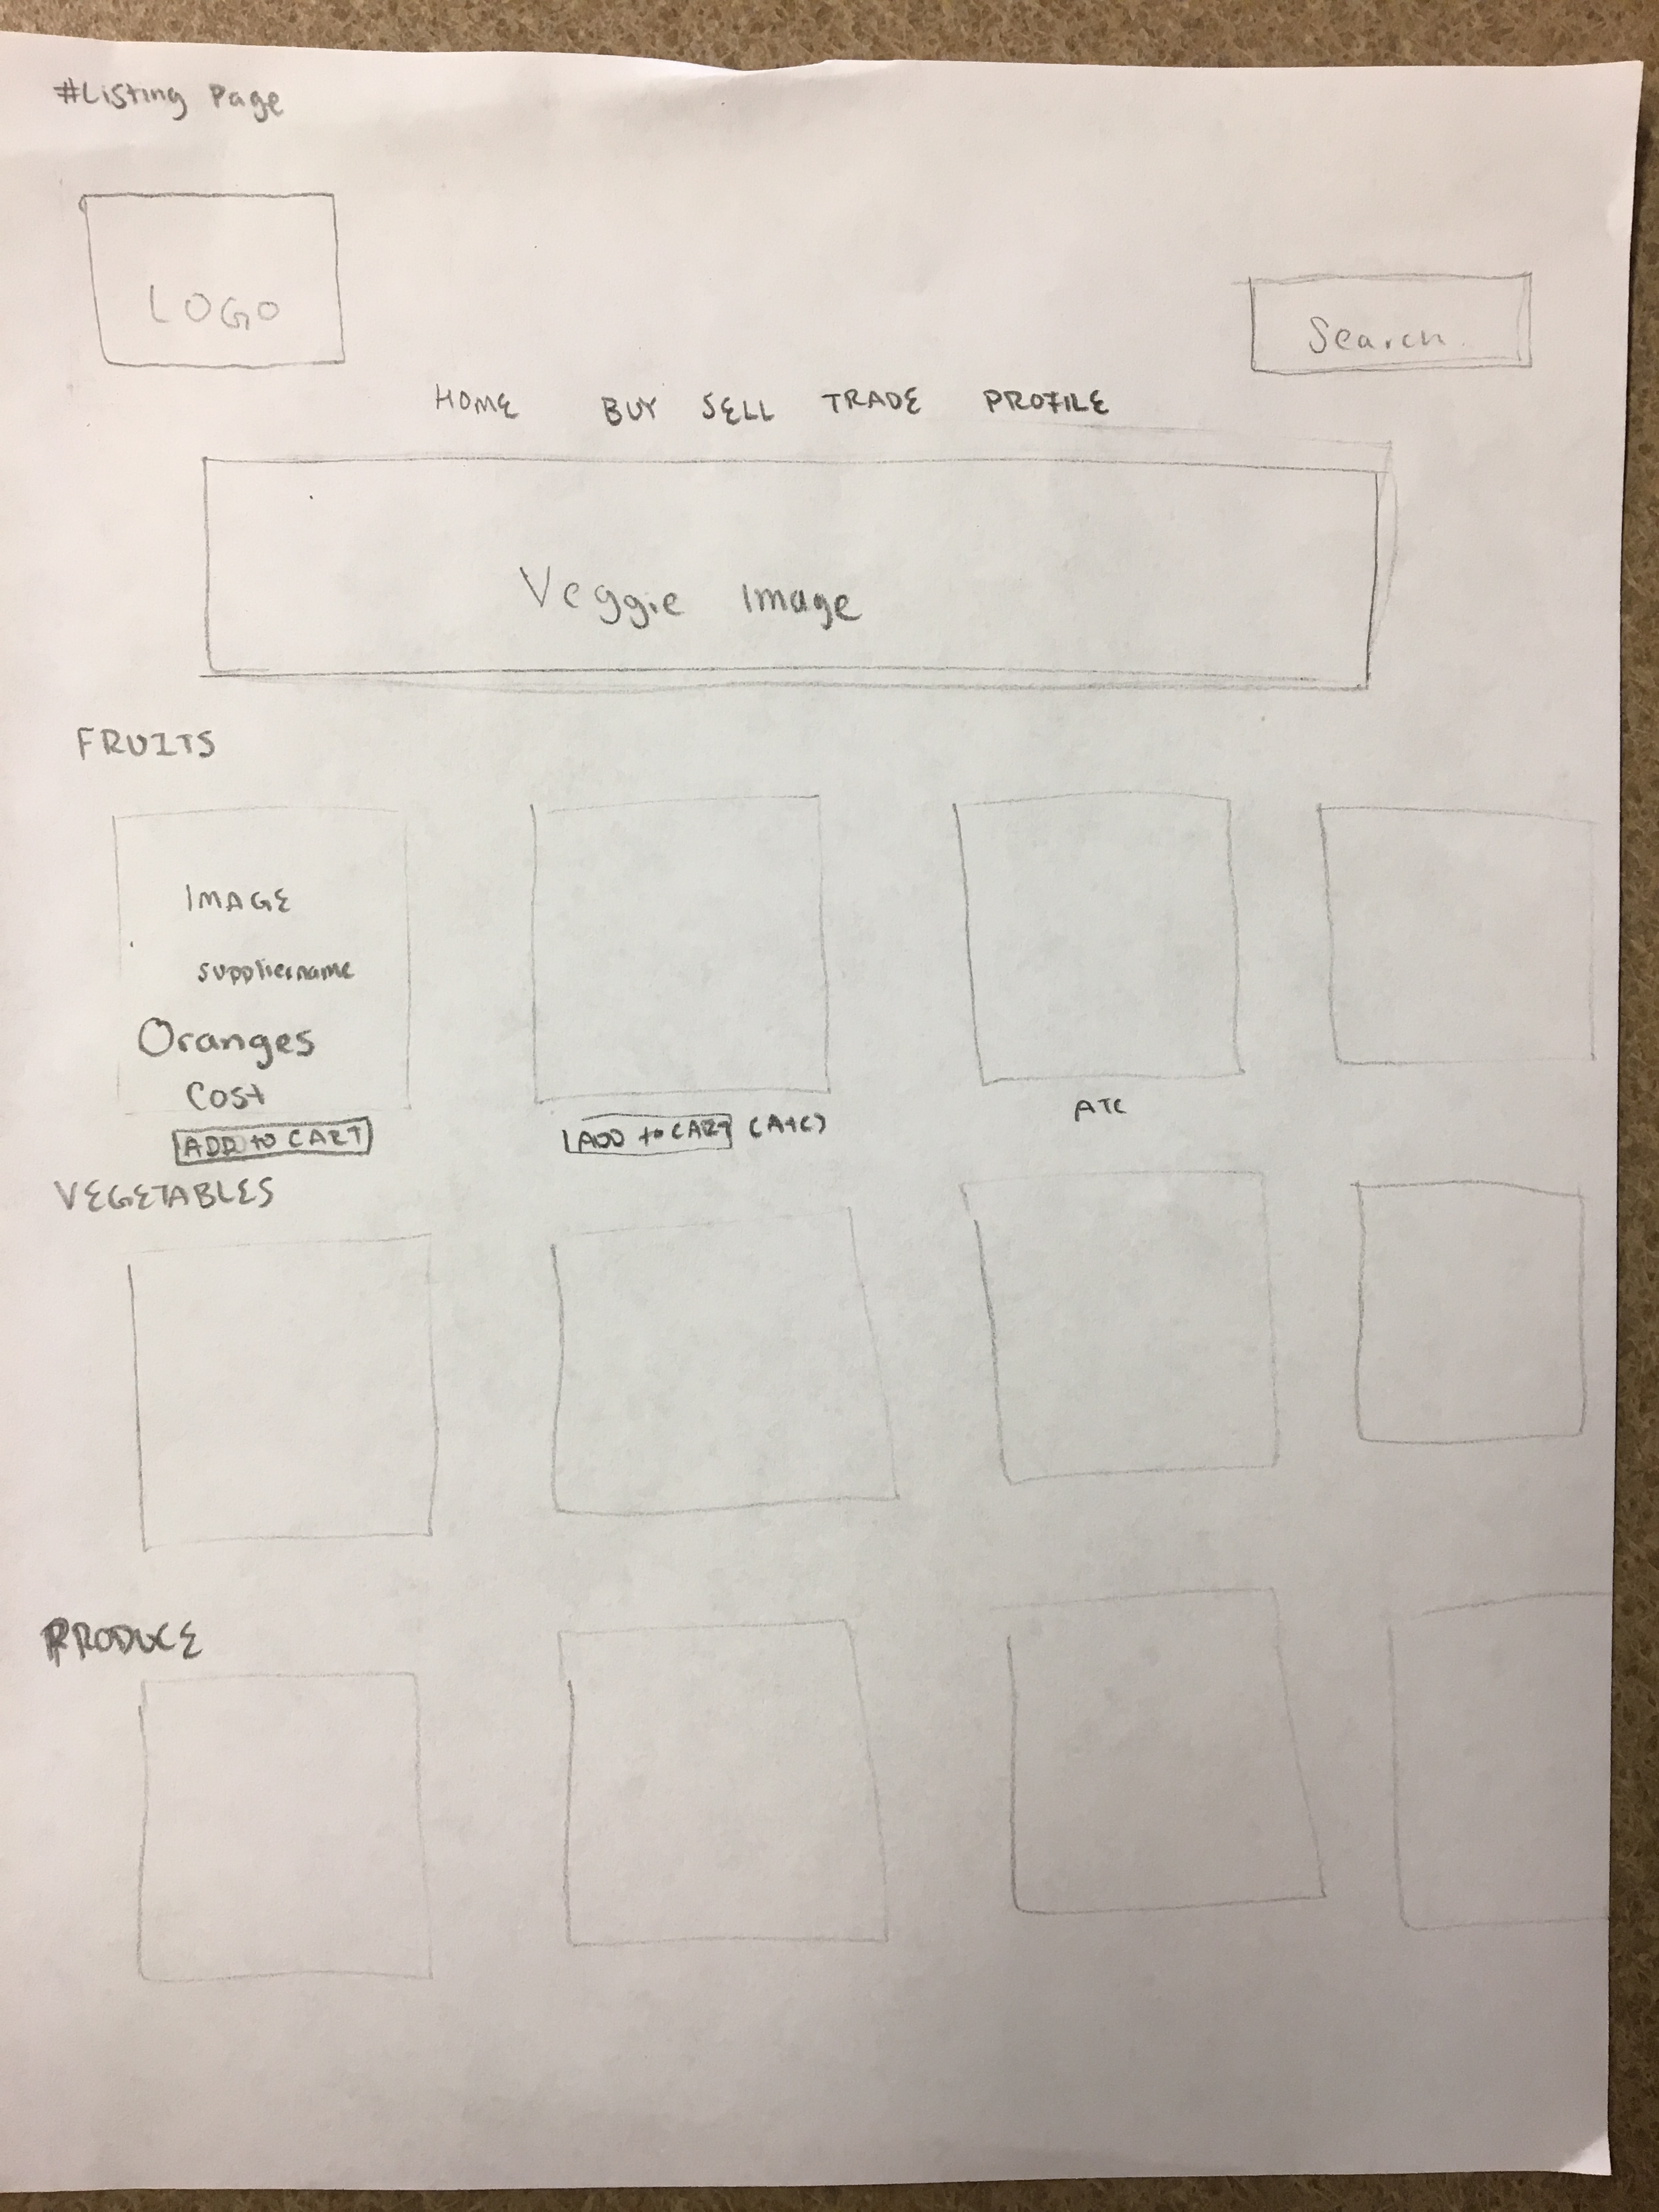 #Listing Page
LOGO
Search
HOME BUY SELL TRADE PROFILE
Veggie Image
FRUITS
IMAGE
suppliername
Oranges
Cost
ADD to CART
ADD to CART (AtC)
ATC
VEGETABLES
PRODUCE